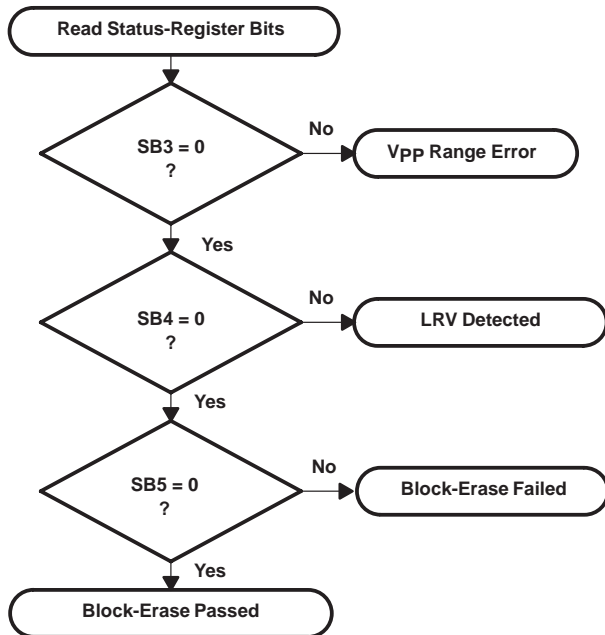 Read Status-Register Bits
SB3 = 0
?
No
VPP Range Error
Yes
SB4 = 0
?
No
LRV Detected
Yes
SB5 = 0
?
No
Block-Erase Failed
Yes
Block-Erase Passed